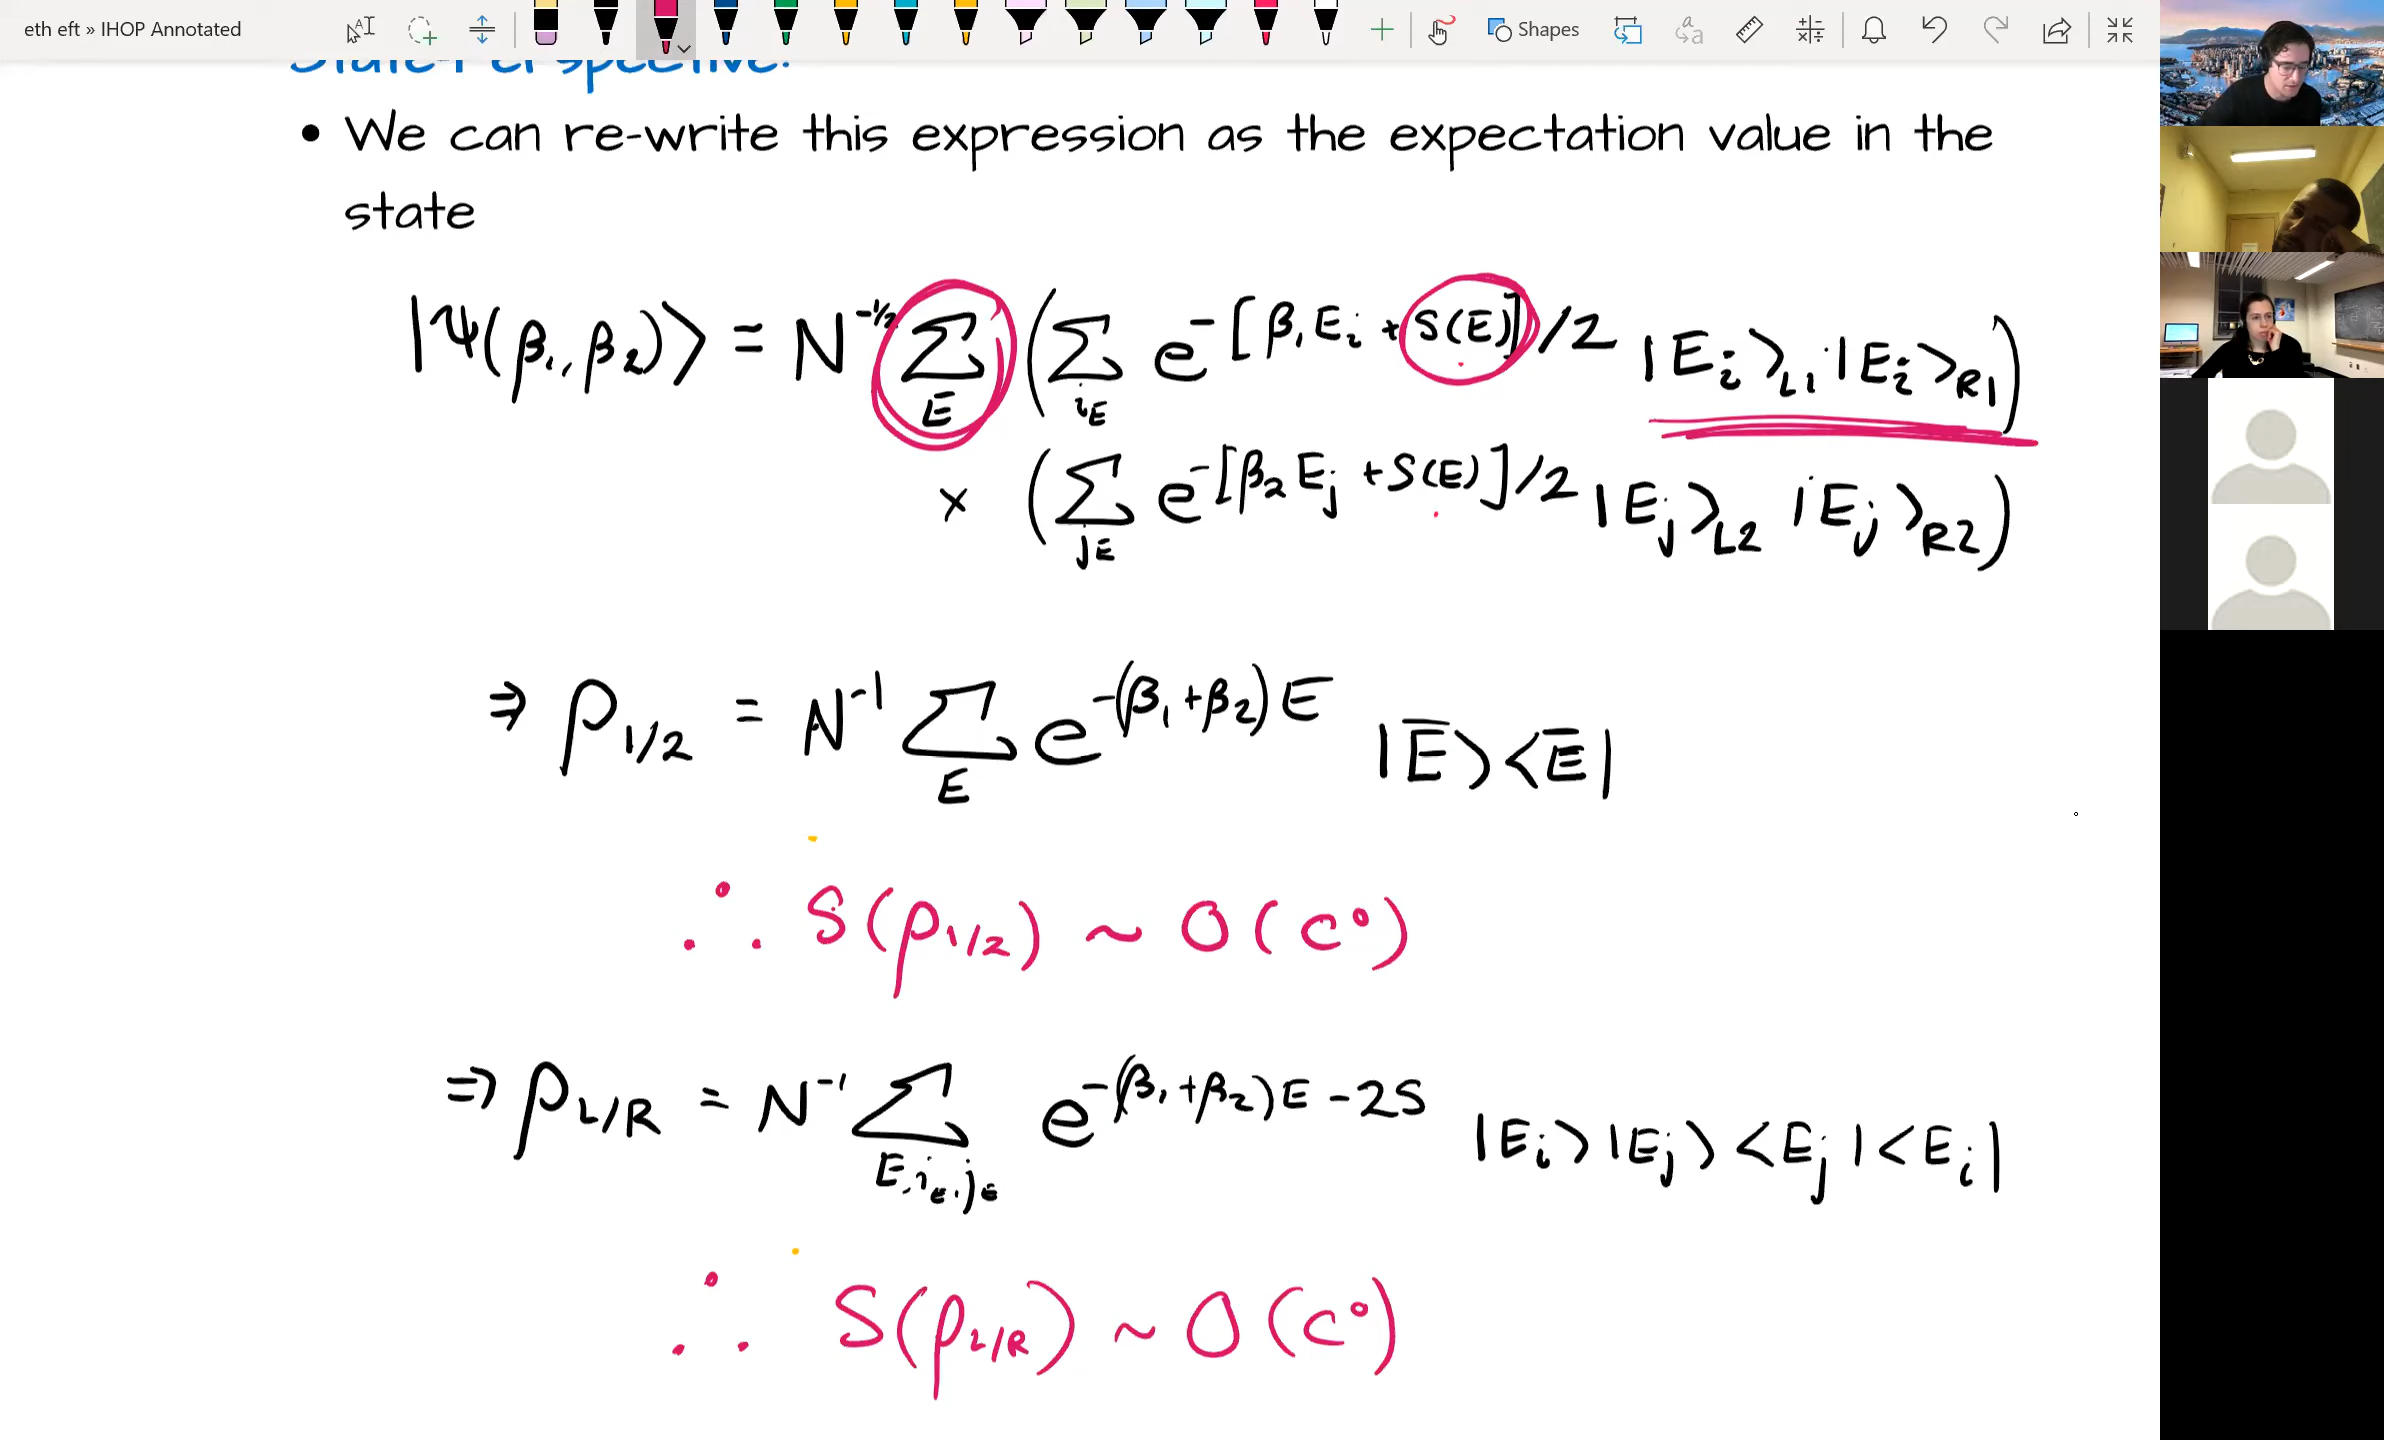 eth eft » IHOP Annotated
Shapes
State Perspective:
• We can re-write this expression as the expectation value in the
state
|Ψ(β₁,β₂)⟩ = N^{-1/2} Σ_E ( Σ_{i_E} e^{-[β₁E_i + S(E)]/2} |E_i⟩_{L1} |E_i⟩_{R1} )
× ( Σ_{j_E} e^{-[β₂E_j + S(E)]/2} |E_j⟩_{L2} |E_j⟩_{R2} )
⇒ ρ_{1/2} = N^{-1} Σ_E e^{-(β₁+β₂)E} |E̅⟩⟨E̅|
∴ S(ρ_{1/2}) ~ O(c⁰)
⇒ ρ_{L/R} = N^{-1} Σ_{E,i_E,j_E} e^{-(β₁+β₂)E-2S} |E_i⟩|E_j⟩⟨E_j|⟨E_i|
∴ S(ρ_{L/R}) ~ O(c⁰)